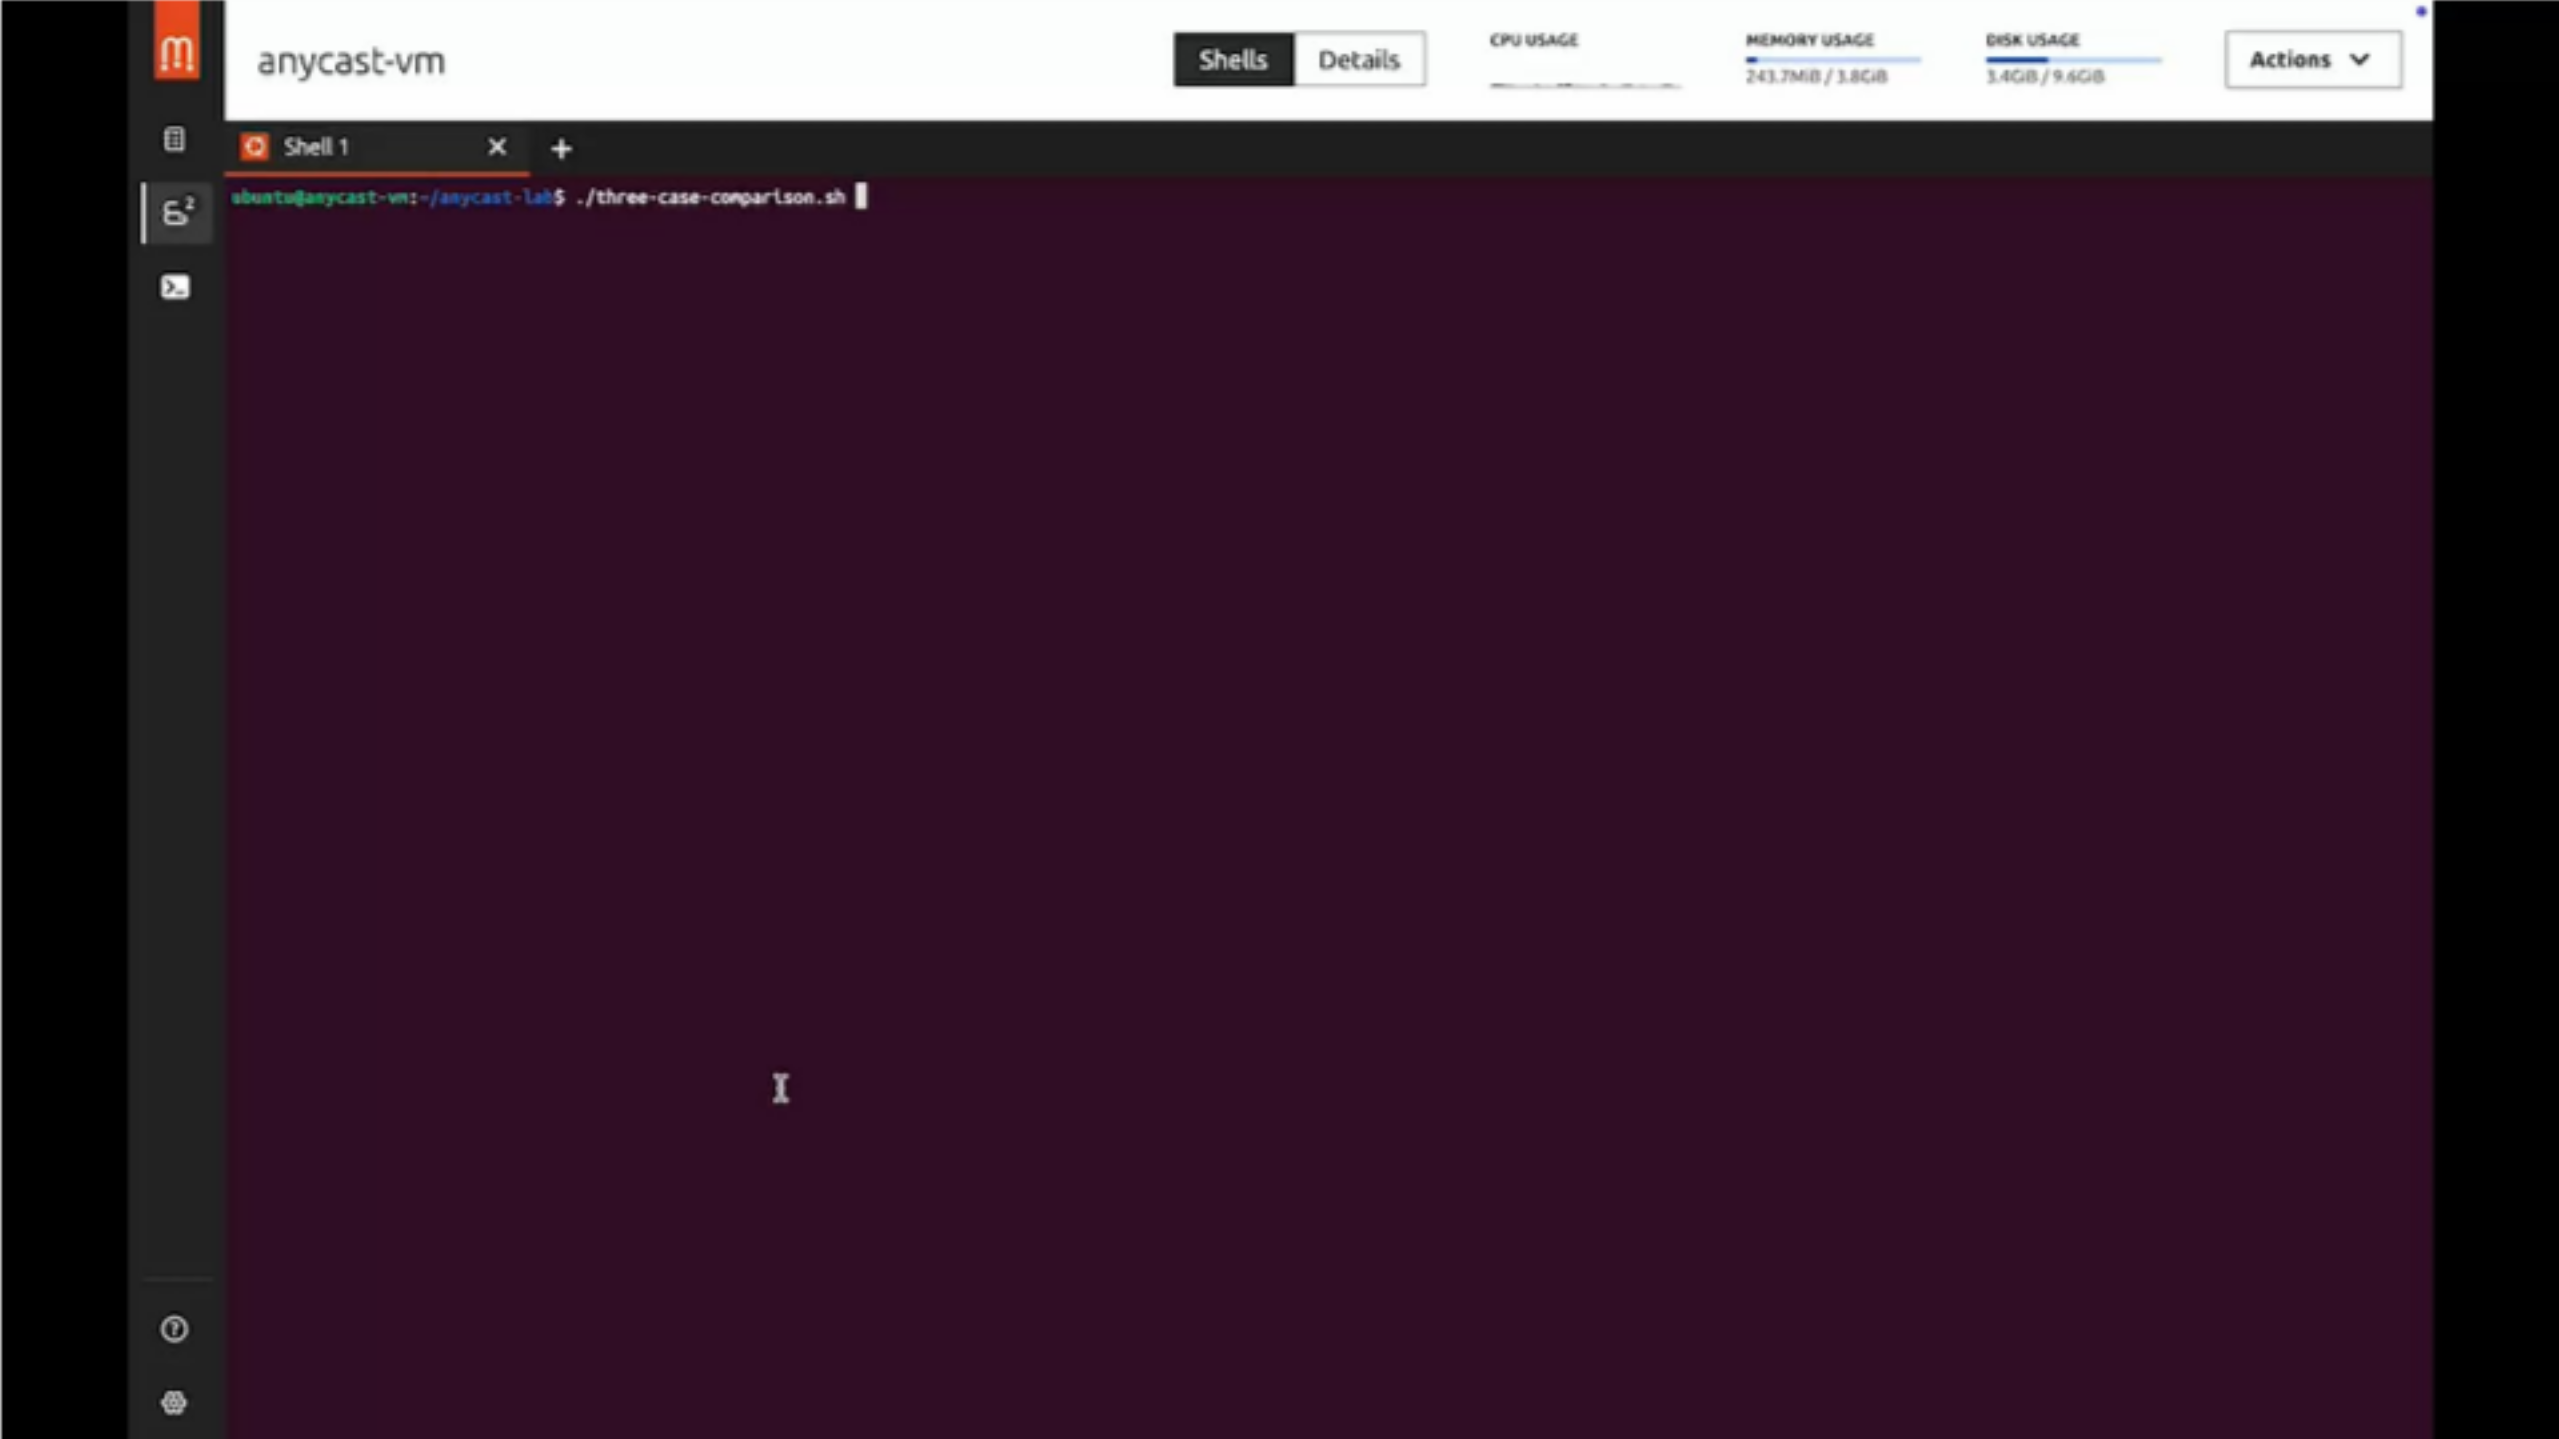 anycast-vm
Shells
Details
CPU USAGE
MEMORY USAGE
243.7MiB / 3.8GiB
DISK USAGE
3.4GiB / 9.6GiB
Actions
Shell 1
ubuntu@anycast-vm:~/anycast-lab$ ./three-case-comparison.sh
2